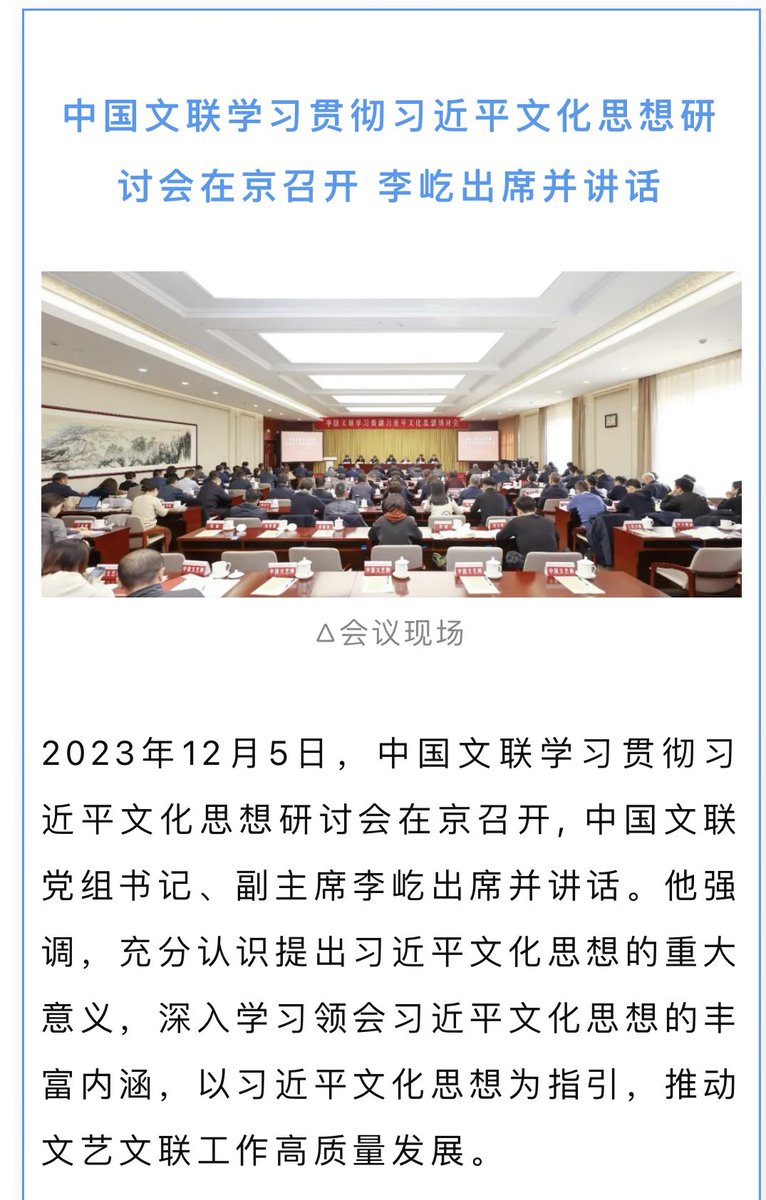 中国文联学习贯彻习近平文化思想研
讨会在京召开 李屹出席并讲话
中国文联学习贯彻习近平文化思想研讨会
△会议现场
2023年12月5日，中国文联学习贯彻习
近平文化思想研讨会在京召开, 中国文联
党组书记、副主席李屹出席并讲话。他强
调，充分认识提出习近平文化思想的重大
意义，深入学习领会习近平文化思想的丰
富内涵，以习近平文化思想为指引，推动
文艺文联工作高质量发展。